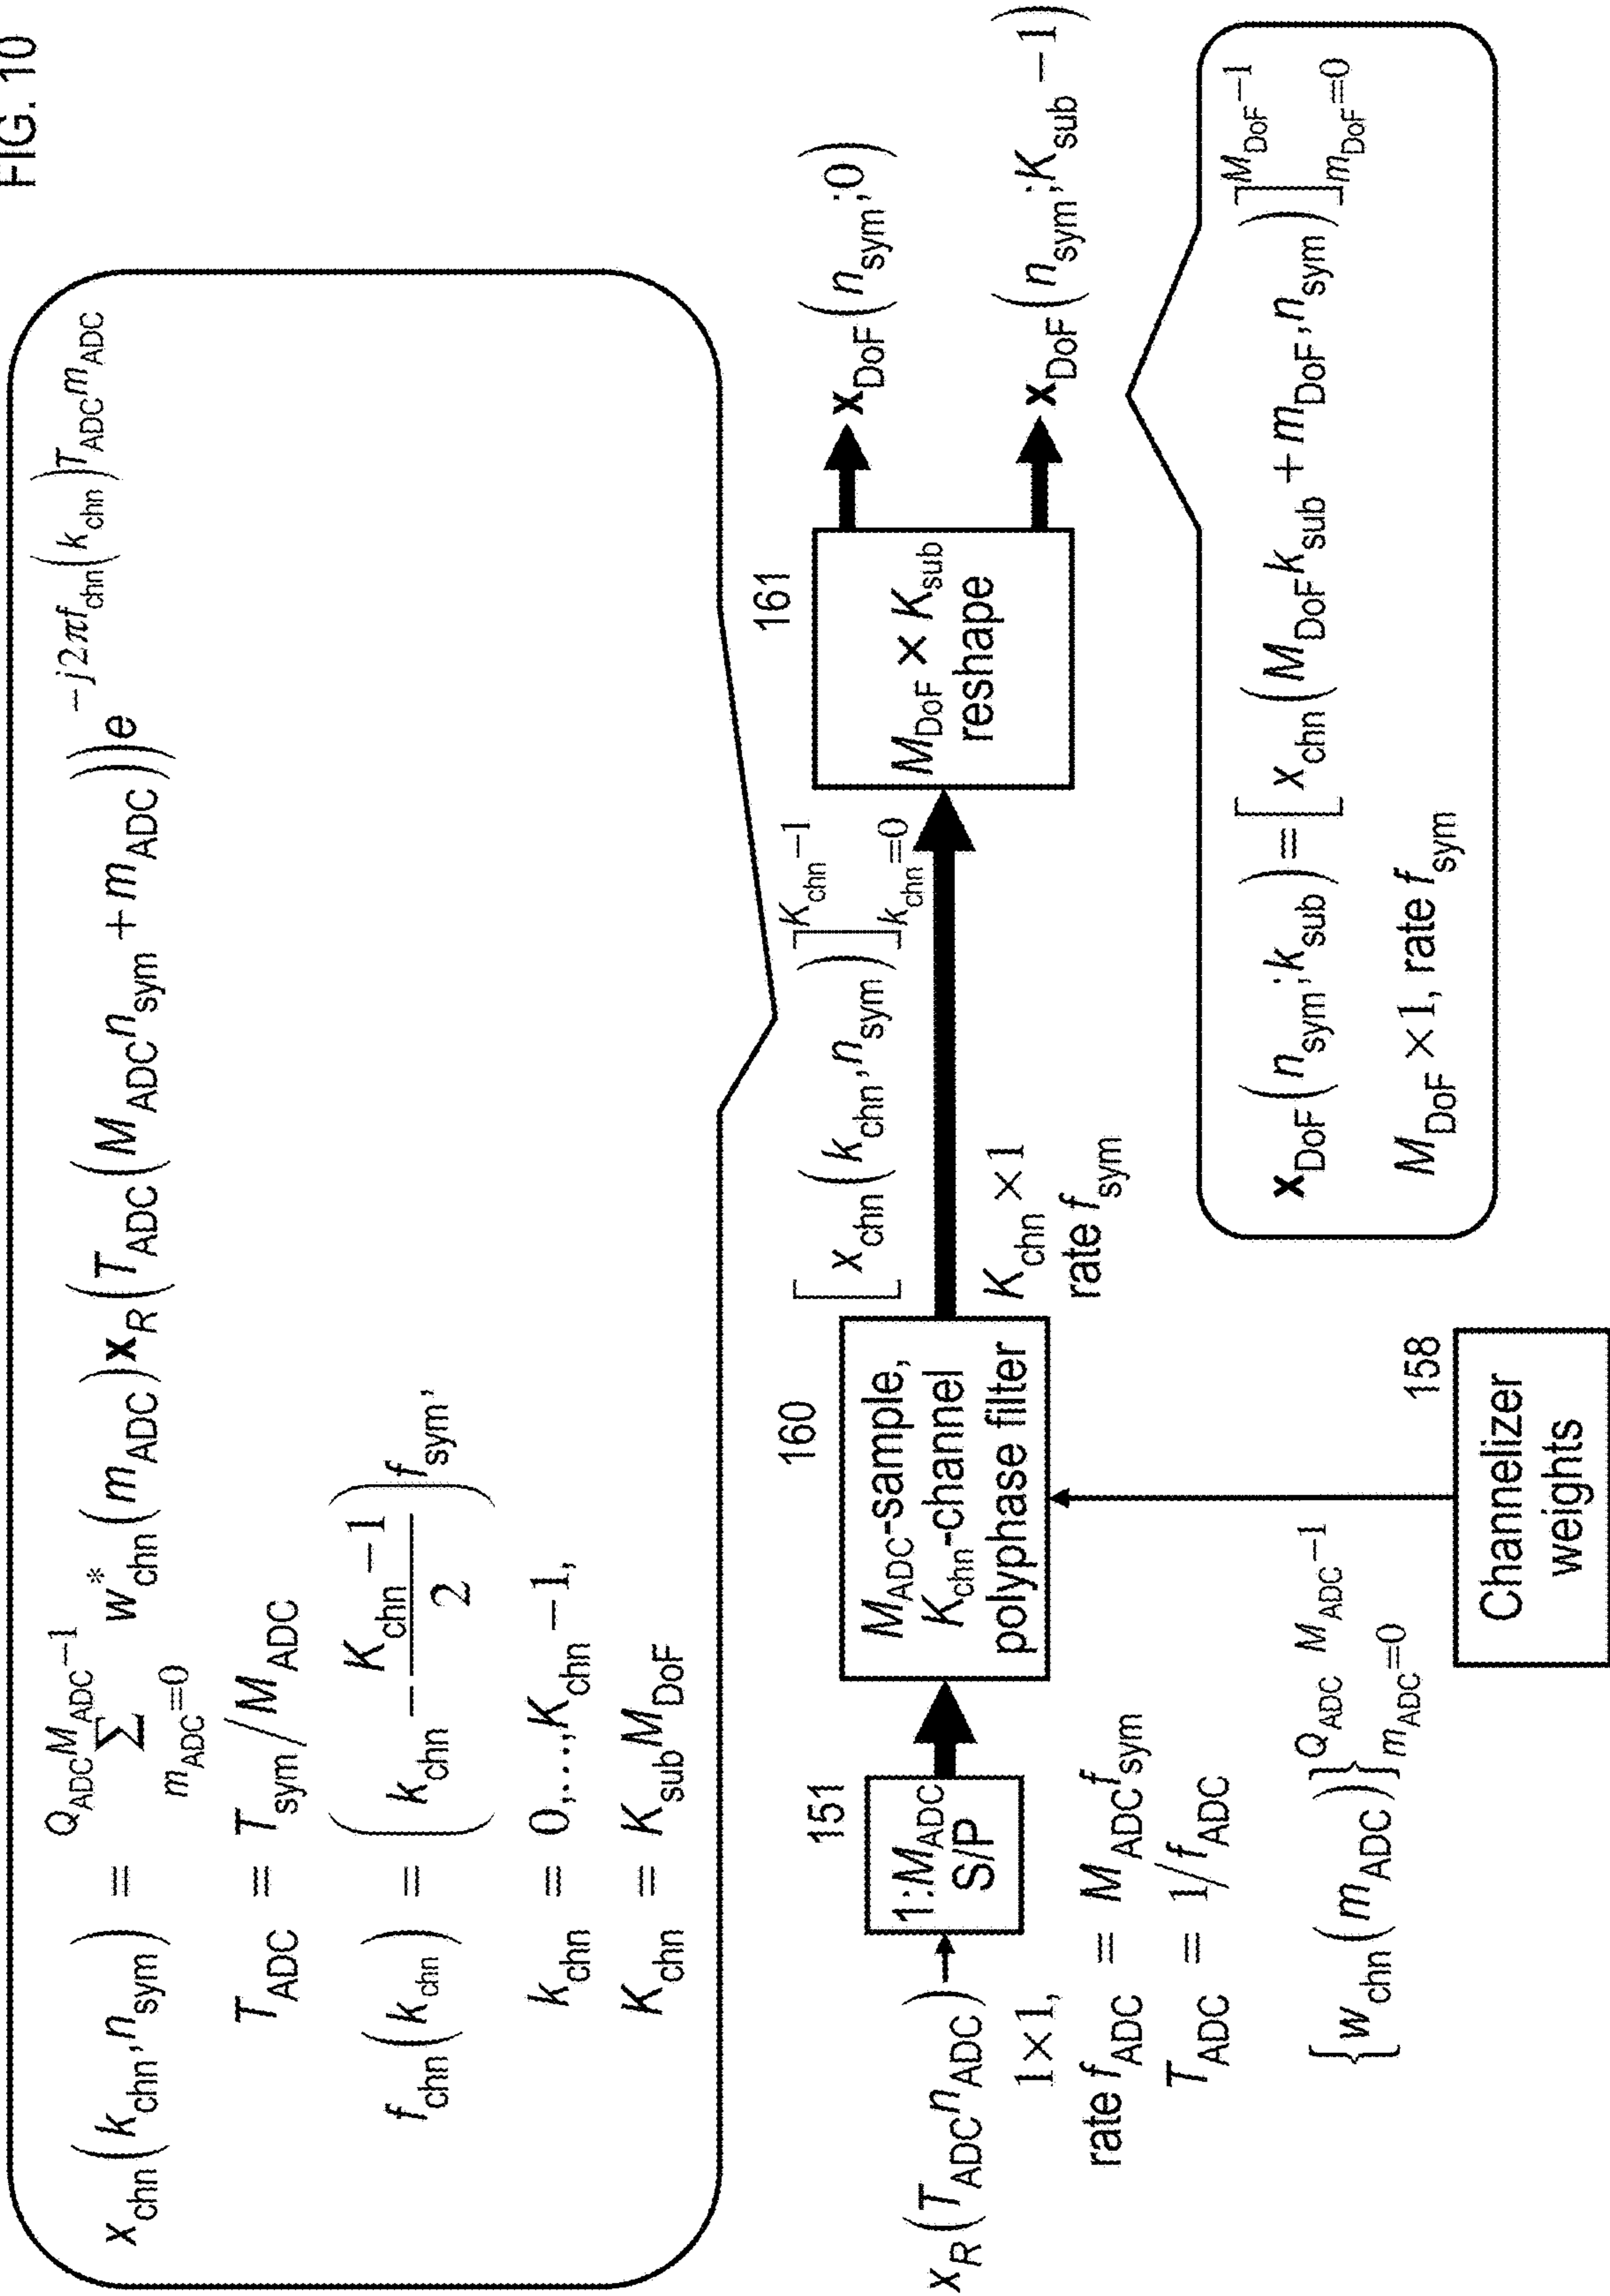 FIG. 10
x_chn(k_chn,n_sym) = Σ_{m_ADC=0}^{Q_ADC M_ADC−1} w*_chn(m_ADC) x_R(T_ADC(M_ADC n_sym + m_ADC)) e^{−j2πf_chn(k_chn)T_ADC m_ADC}
T_ADC = T_sym/M_ADC
f_chn(k_chn) = (k_chn − (K_chn−1)/2) f_sym,
k_chn = 0,…,K_chn−1,
K_chn = K_sub M_DoF
x_R(T_ADC n_ADC)
1×1,
rate f_ADC = M_ADC f_sym
T_ADC = 1/f_ADC
151
1:M_ADC
S/P
160
M_ADC-sample,
K_chn-channel
polyphase filter
[x_chn(k_chn,n_sym)]_{k_chn=0}^{K_chn−1}
K_chn×1
rate f_sym
161
M_DoF × K_sub
reshape
x_DoF(n_sym;0)
x_DoF(n_sym;K_sub−1)
{w_chn(m_ADC)}_{m_ADC=0}^{Q_ADC M_ADC−1}
158
Channelizer
weights
x_DoF(n_sym;k_sub)=[x_chn(M_DoF k_sub + m_DoF,n_sym)]_{m_DoF=0}^{M_DoF−1}
M_DoF×1, rate f_sym